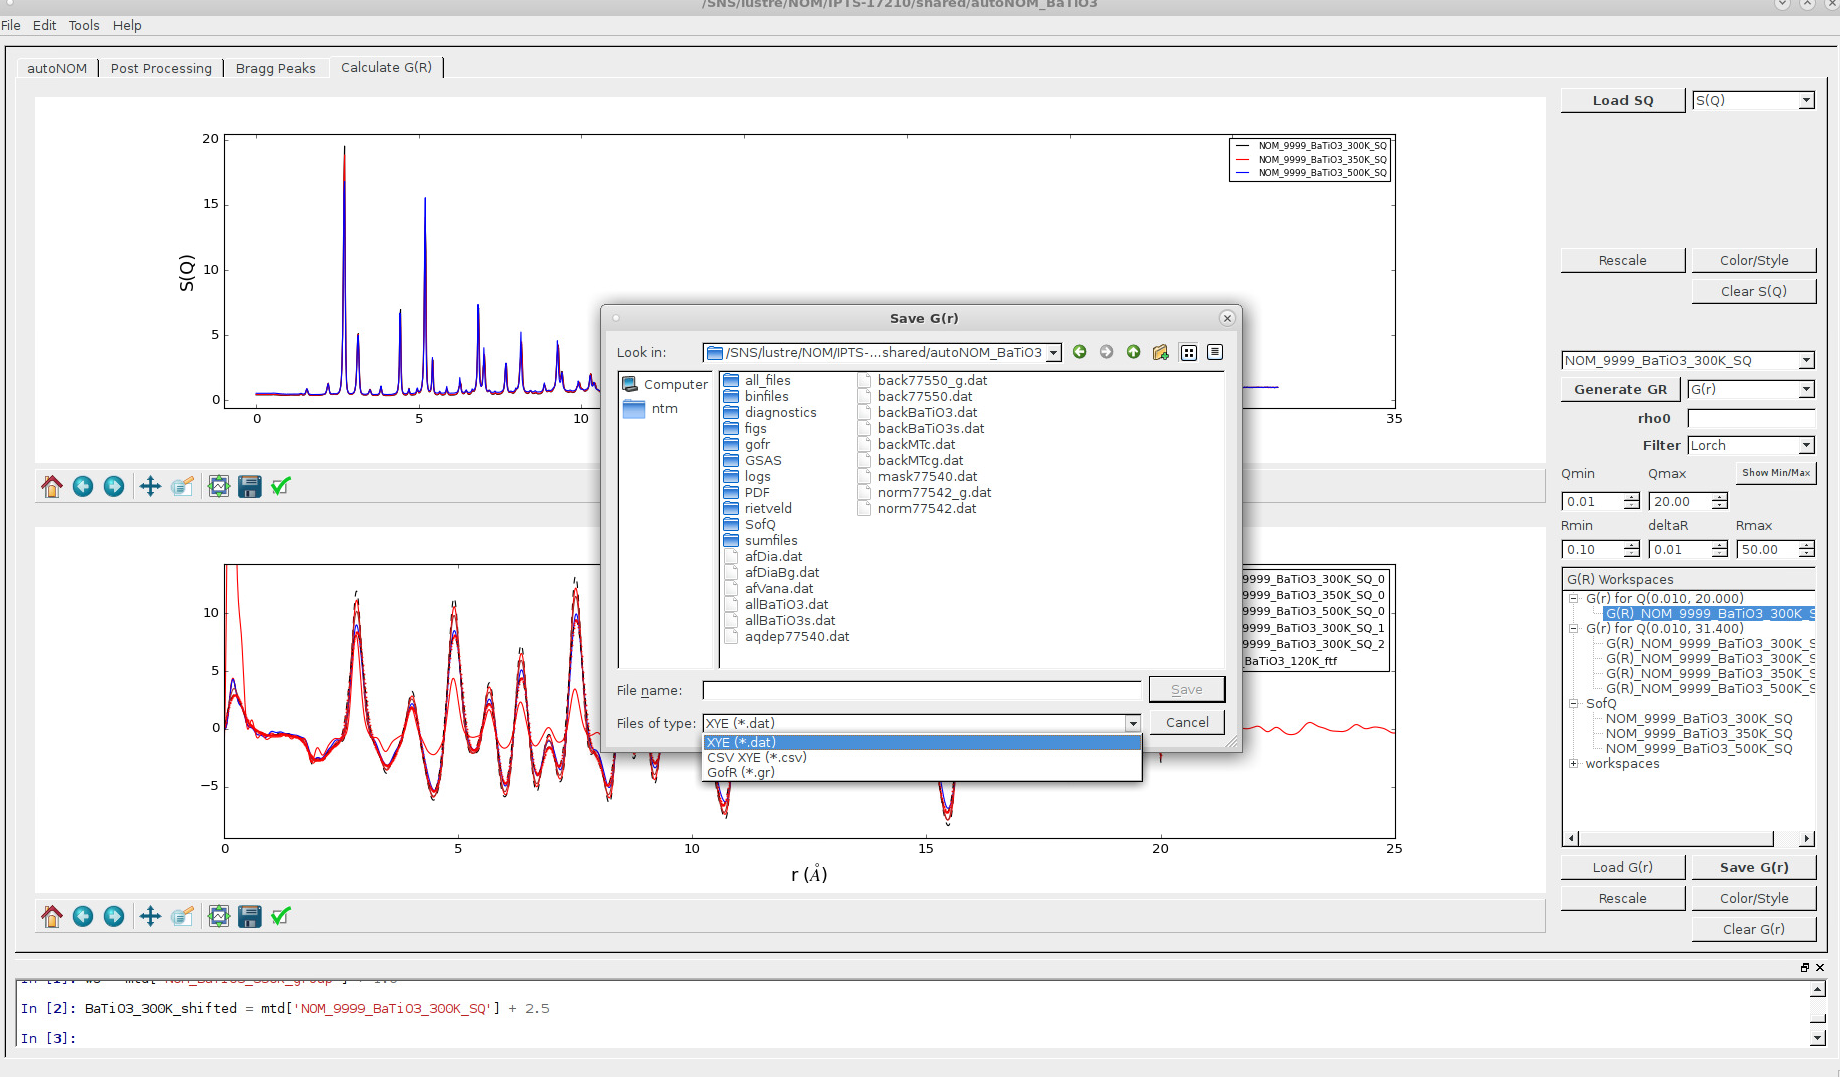 /SNS/lustre/NOM/IPTS-17210/shared/autoNOM_BaTiO3
File Edit Tools Help
autoNOM Post Processing Bragg Peaks Calculate G(R)
Load SQ S(Q)
20
15
10
5
0
S(Q)
NOM_9999_BaTiO3_300K_SQ
NOM_9999_BaTiO3_350K_SQ
NOM_9999_BaTiO3_500K_SQ
0 5 10 35
Rescale Color/Style
Clear S(Q)
NOM_9999_BaTiO3_300K_SQ
Generate GR G(r)
rho0
Filter Lorch
Qmin Qmax Show Min/Max
0.01 20.00
Rmin deltaR Rmax
0.10 0.01 50.00
Save G(r)
Look in: /SNS/lustre/NOM/IPTS-...shared/autoNOM_BaTiO3
Computer
ntm
all_files
binfiles
diagnostics
figs
gofr
GSAS
logs
PDF
rietveld
SofQ
sumfiles
afDia.dat
afDiaBg.dat
afVana.dat
allBaTiO3.dat
allBaTiO3s.dat
aqdep77540.dat
back77550_g.dat
back77550.dat
backBaTiO3.dat
backBaTiO3s.dat
backMTc.dat
backMTcg.dat
mask77540.dat
norm77542_g.dat
norm77542.dat
File name: Save
Files of type: XYE (*.dat) Cancel
XYE (*.dat)
CSV XYE (*.csv)
GofR (*.gr)
10
5
0
−5
9999_BaTiO3_300K_SQ_0
9999_BaTiO3_350K_SQ_0
9999_BaTiO3_500K_SQ_0
9999_BaTiO3_300K_SQ_1
9999_BaTiO3_300K_SQ_2
BaTiO3_120K_ftf
0 5 10 15 20 25
r (Å)
G(R) Workspaces
G(r) for Q(0.010, 20.000)
G(R)_NOM_9999_BaTiO3_300K_S
G(r) for Q(0.010, 31.400)
G(R)_NOM_9999_BaTiO3_300K_S
G(R)_NOM_9999_BaTiO3_300K_S
G(R)_NOM_9999_BaTiO3_350K_S
G(R)_NOM_9999_BaTiO3_500K_S
SofQ
NOM_9999_BaTiO3_300K_SQ
NOM_9999_BaTiO3_350K_SQ
NOM_9999_BaTiO3_500K_SQ
workspaces
Load G(r) Save G(r)
Rescale Color/Style
Clear G(r)
In [2]: BaTiO3_300K_shifted = mtd['NOM_9999_BaTiO3_300K_SQ'] + 2.5
In [3]: